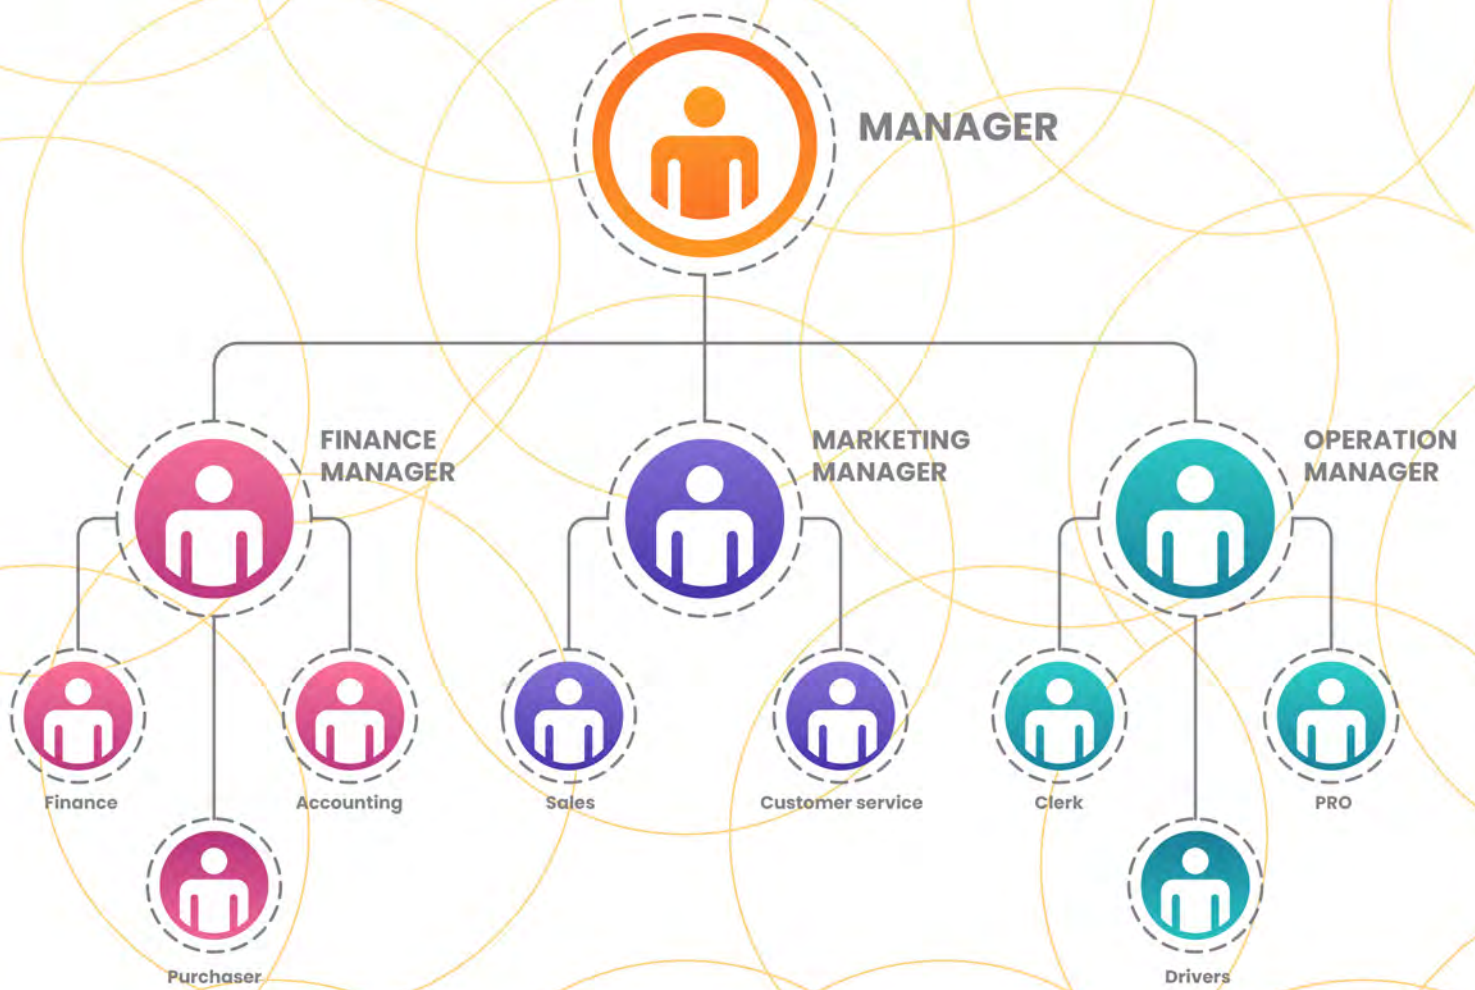 MANAGER
FINANCE
MANAGER
MARKETING
MANAGER
OPERATION
MANAGER
Finance
Accounting
Sales
Customer service
Clerk
PRO
Purchaser
Drivers